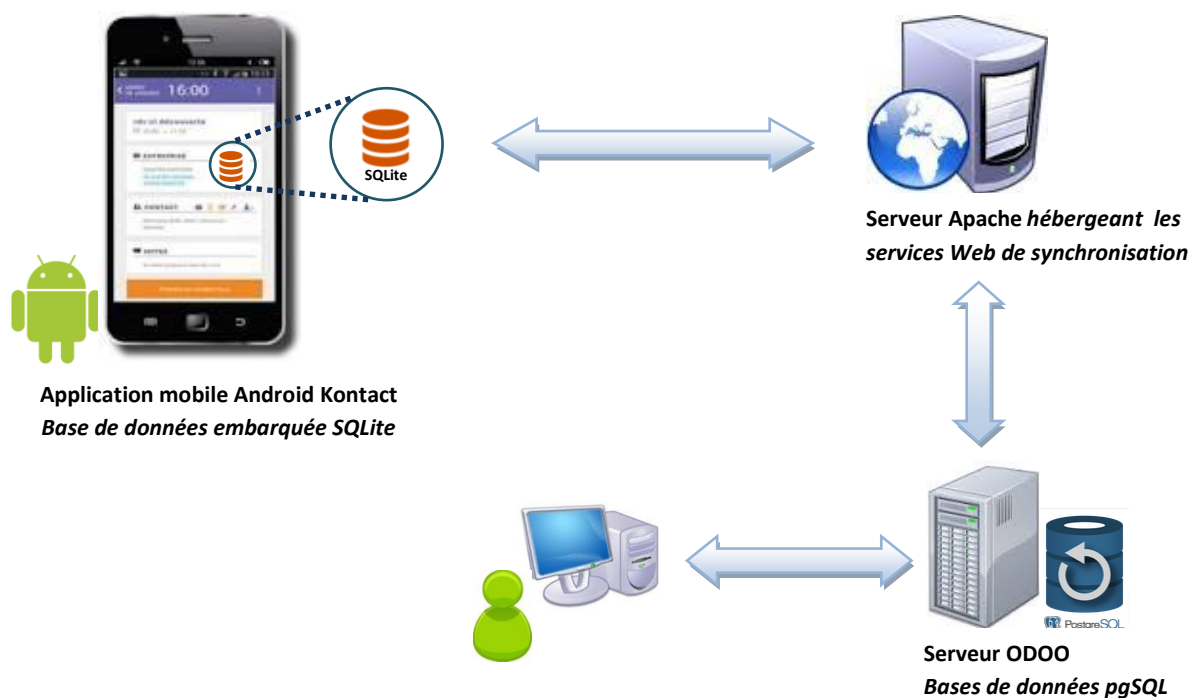 16:00
ENTREPRISE
SQLite
Serveur Apache hébergeant les
services Web de synchronisation
Application mobile Android Kontact
Base de données embarquée SQLite
PostgreSQL
Serveur ODOO
Bases de données pgSQL